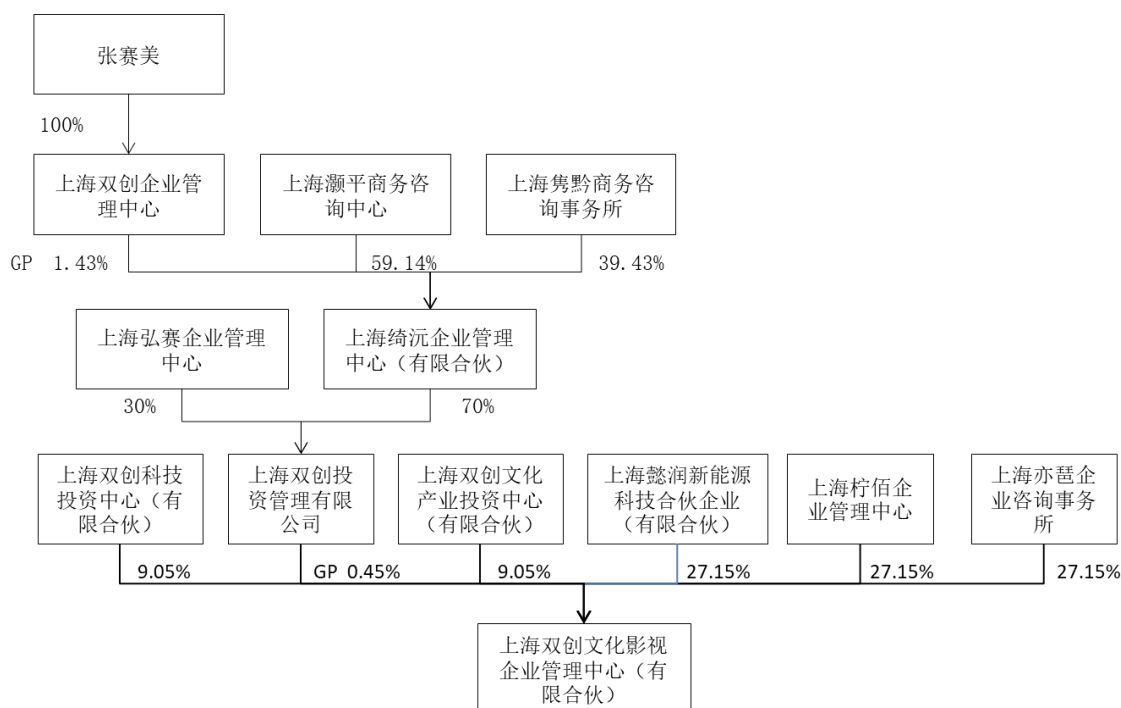 张赛美
100%
上海双创企业管
理中心
上海灏平商务咨
询中心
上海隽黔商务咨
询事务所
GP 1.43%
59.14%
39.43%
上海弘赛企业管理
中心
上海绮沅企业管理
中心（有限合伙）
30%
70%
上海双创科技
投资中心（有
限合伙）
上海双创投
资管理有限
公司
上海双创文化
产业投资中心
（有限合伙）
上海懿润新能源
科技合伙企业
（有限合伙）
上海柠佰企
业管理中心
上海亦琶企
业咨询事务
所
9.05%
GP 0.45%
9.05%
27.15%
27.15%
27.15%
上海双创文化影视
企业管理中心（有
限合伙）